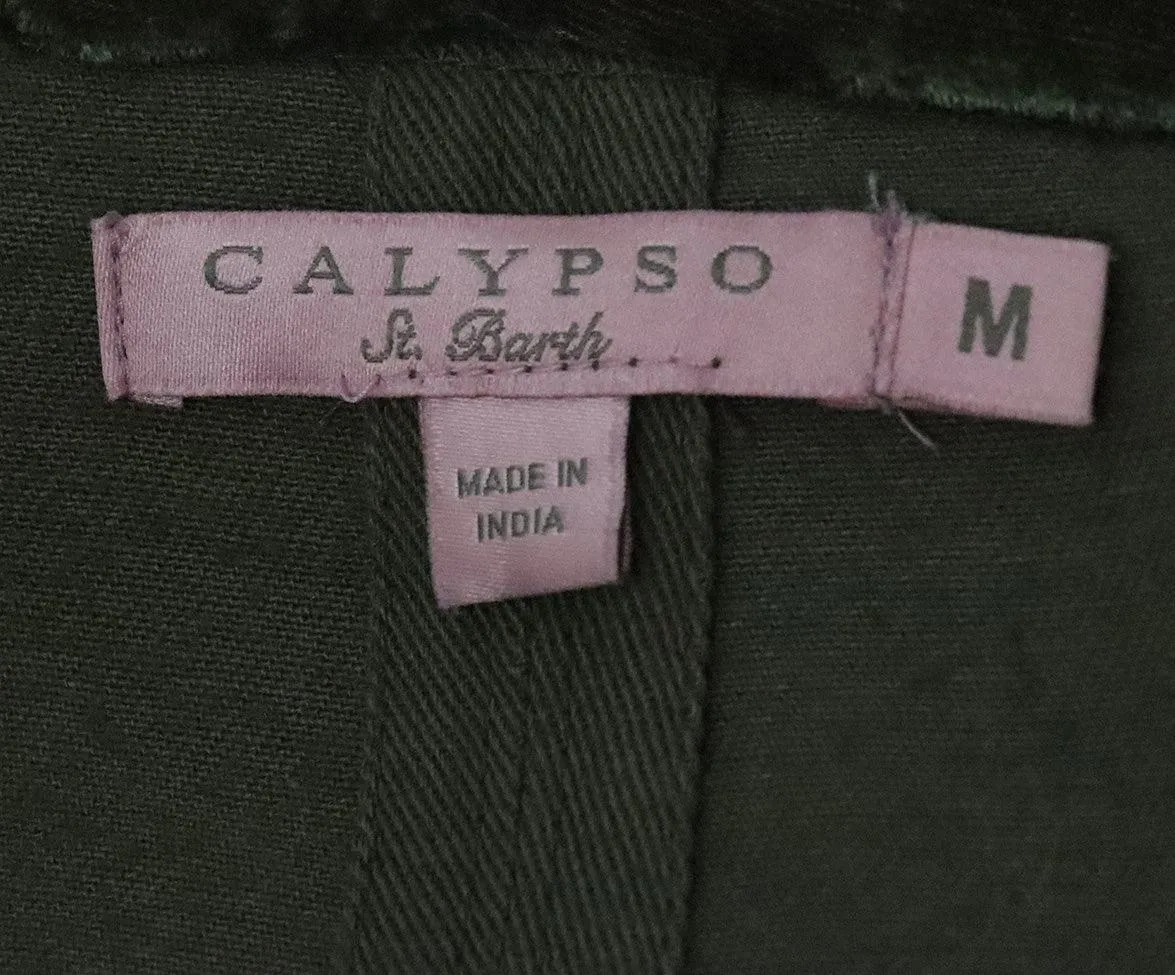 CALYPSO
St. Barth
M
MADE IN
INDIA